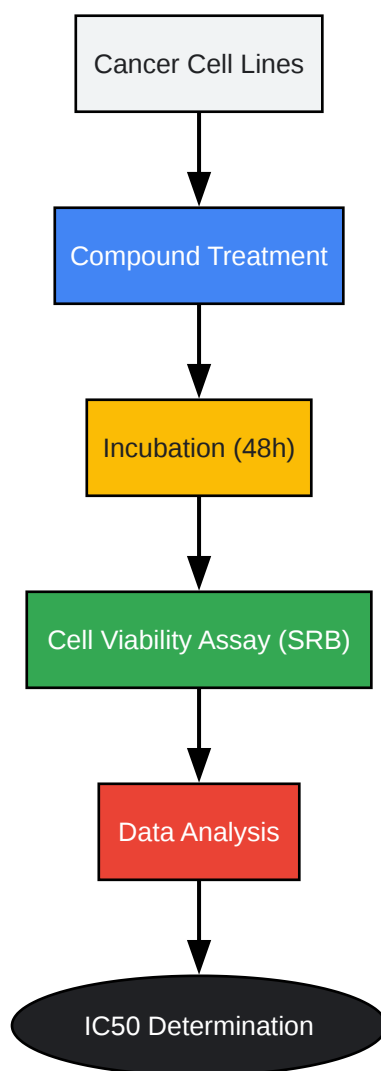 Cancer Cell Lines
Compound Treatment
Incubation (48h)
Cell Viability Assay (SRB)
Data Analysis
IC50 Determination